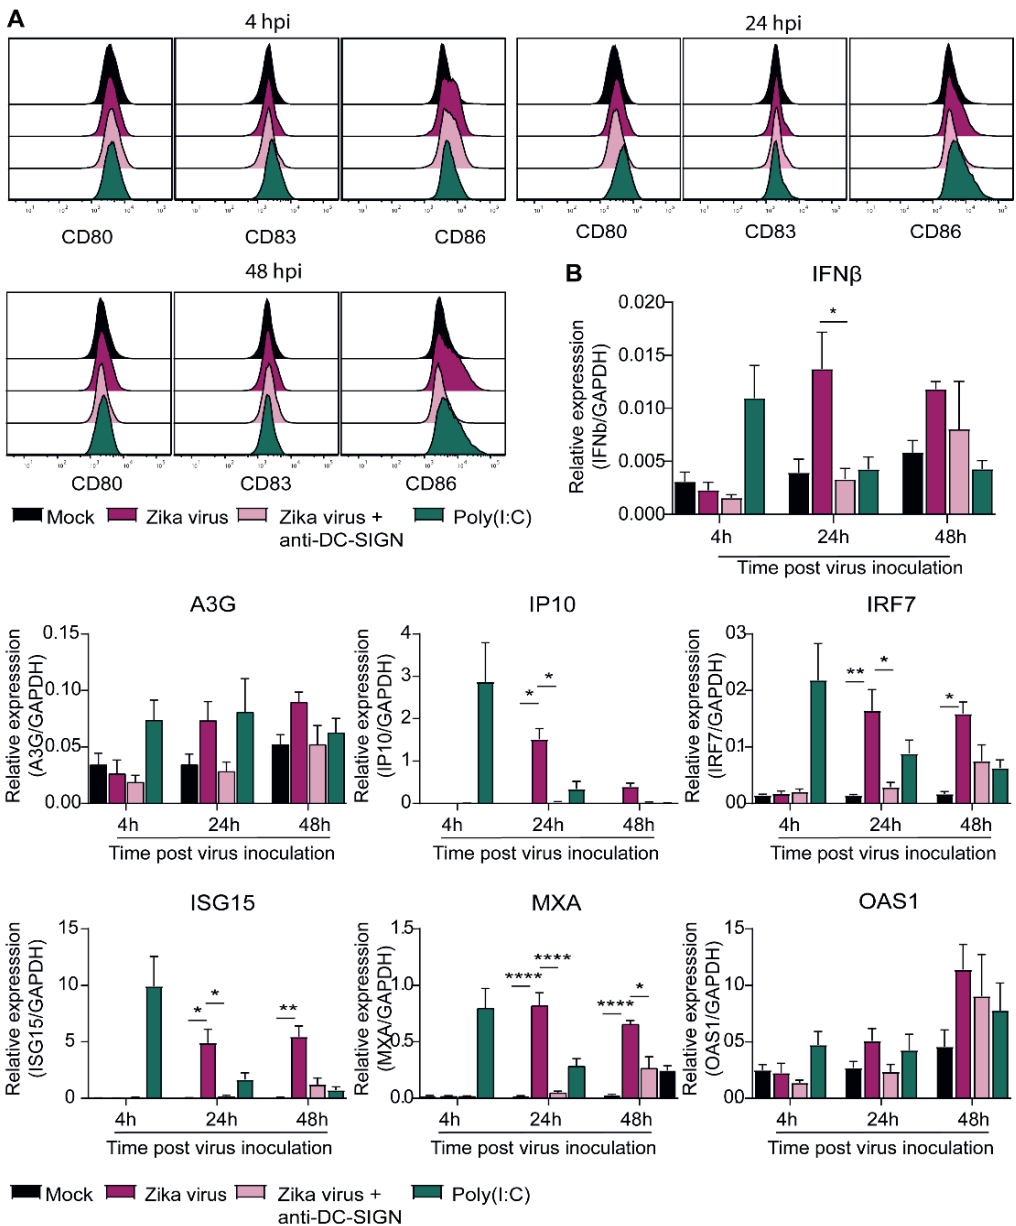 A
4 hpi
24 hpi
CD80
CD83
CD86
CD80
CD83
CD86
48 hpi
CD80
CD83
CD86
Mock
Zika virus
Zika virus +
anti-DC-SIGN
Poly(I:C)
B
IFNβ
Relative expresssion
(IFNb/GAPDH)
0.020
0.015
0.010
0.005
0.000
*
4h
24h
48h
Time post virus inoculation
A3G
Relative expresssion
(A3G/GAPDH)
0.15
0.10
0.05
0.00
4h
24h
48h
Time post virus inoculation
IP10
Relative expresssion
(IP10/GAPDH)
4
3
2
1
0
*
*
4h
24h
48h
Time post virus inoculation
IRF7
Relative expresssion
(IRF7/GAPDH)
03
02
01
00
**
*
*
4h
24h
48h
Time post virus inoculation
ISG15
Relative expresssion
(ISG15/GAPDH)
15
10
5
0
*
*
**
4h
24h
48h
Time post virus inoculation
MXA
Relative expresssion
(MXA/GAPDH)
1.5
1.0
0.5
0.0
****
****
****
*
4h
24h
48h
Time post virus inoculation
OAS1
Relative expresssion
(OAS1/GAPDH)
15
10
05
00
4h
24h
48h
Time post virus inoculation
Mock
Zika virus
Zika virus +
anti-DC-SIGN
Poly(I:C)